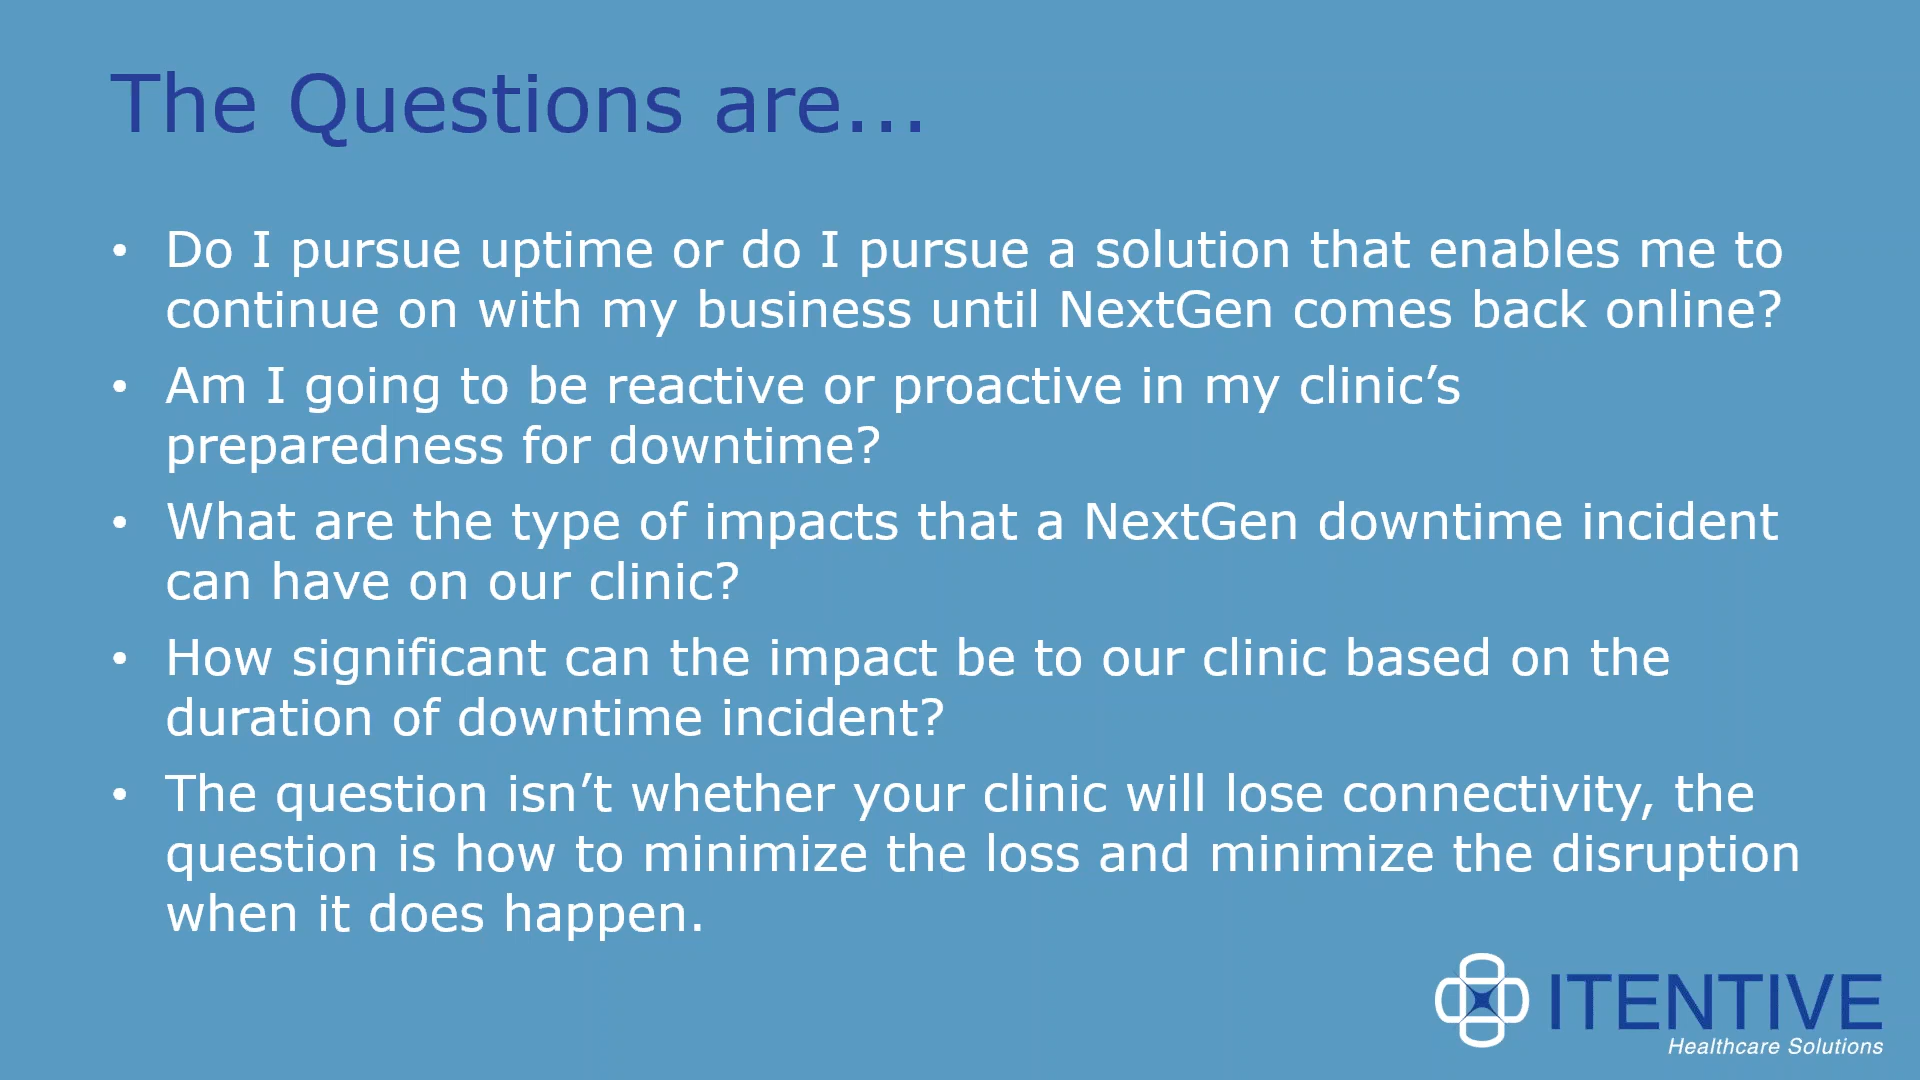 The Questions are...
• Do I pursue uptime or do I pursue a solution that enables me to
continue on with my business until NextGen comes back online?
• Am I going to be reactive or proactive in my clinic’s
preparedness for downtime?
• What are the type of impacts that a NextGen downtime incident
can have on our clinic?
• How significant can the impact be to our clinic based on the
duration of downtime incident?
• The question isn’t whether your clinic will lose connectivity, the
question is how to minimize the loss and minimize the disruption
when it does happen.
ITENTIVE
Healthcare Solutions